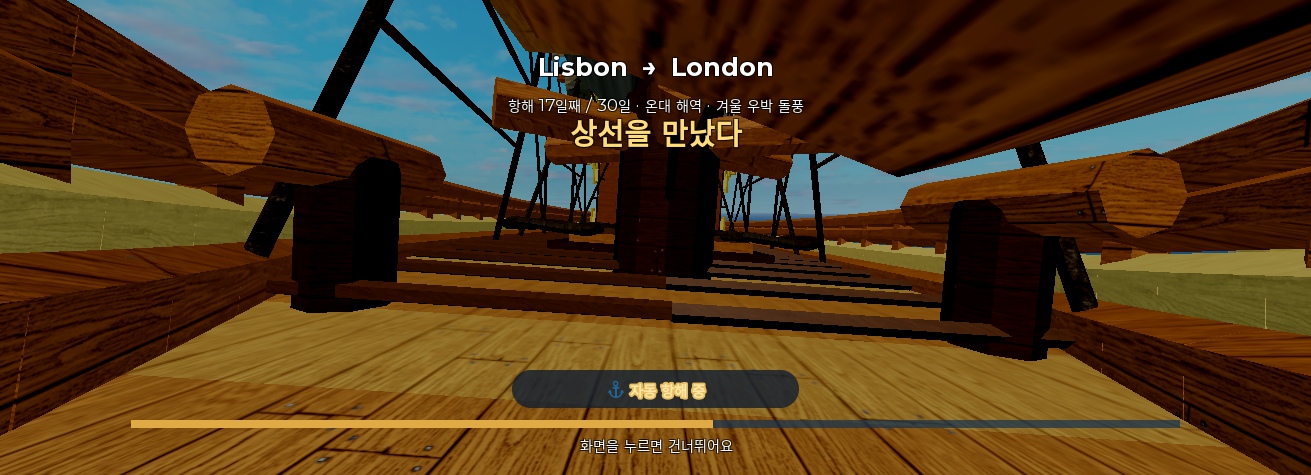 Lisbon → London
항해 17일째 / 30일 · 온대 해역 · 겨울 우박 돌풍
상선을 만났다
⚓ 자동 항해 중
화면을 누르면 건너뛰어요